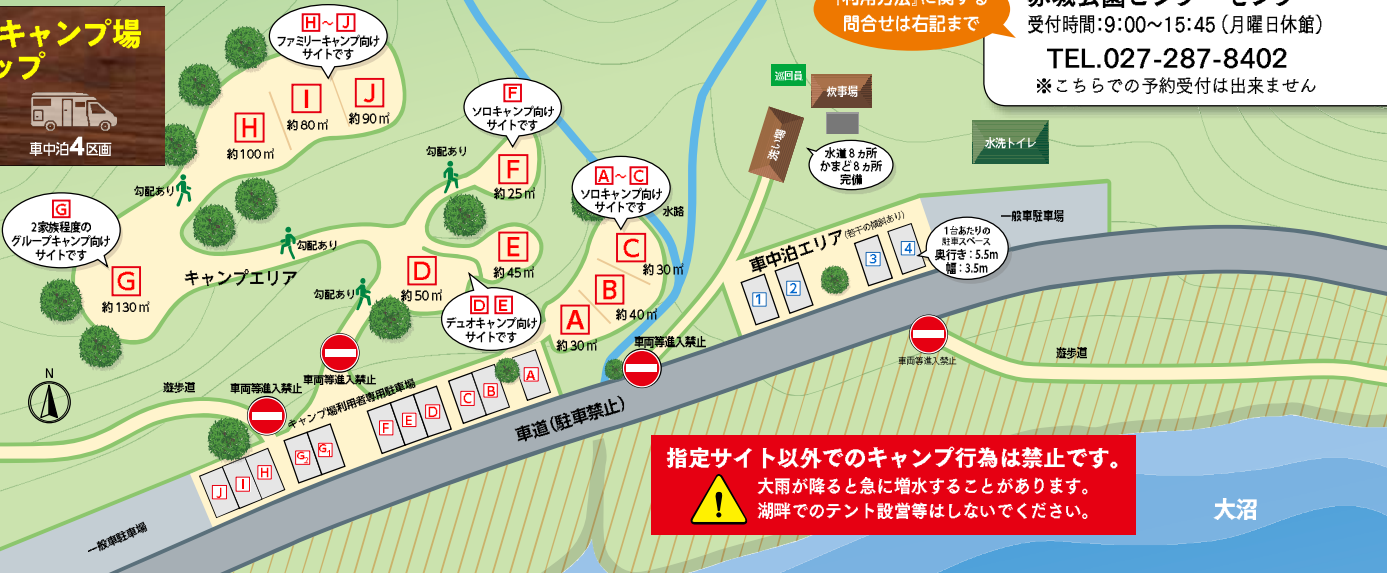 キャンプ場
ップ
車中泊4区画
H～J
ファミリーキャンプ向け
サイトです
H
約100㎡
I
約80㎡
J
約90㎡
F
ソロキャンプ向け
サイトです
F
約25㎡
勾配あり
勾配あり
G
2家族程度の
グループキャンプ向け
サイトです
G
約130㎡
勾配あり
キャンプエリア
勾配あり
D
約50㎡
E
約45㎡
D E
デュオキャンプ向け
サイトです
A～C
ソロキャンプ向け
サイトです
C
約30㎡
B
約40㎡
A
約30㎡
水路
『利用方法』に関する
問合せは右記まで
受付時間:9:00～15:45（月曜日休館）
TEL.027-287-8402
※こちらでの予約受付は出来ません
巡回員
炊事場
洗い場
水道8ヵ所
かまど8ヵ所
完備
水洗トイレ
車中泊エリア(若干の傾斜あり)
1
2
3
4
一般車駐車場
1台あたりの
駐車スペース
奥行き：5.5m
幅：3.5m
車両等進入禁止
車両等進入禁止
車両等進入禁止
車両等進入禁止
遊歩道
遊歩道
N
キャンプ場利用者専用駐車場
J
I
H
G2
G1
F
E
D
C
B
A
一般車駐車場
車道(駐車禁止)
指定サイト以外でのキャンプ行為は禁止です。
大雨が降ると急に増水することがあります。
湖畔でのテント設営等はしないでください。
大沼